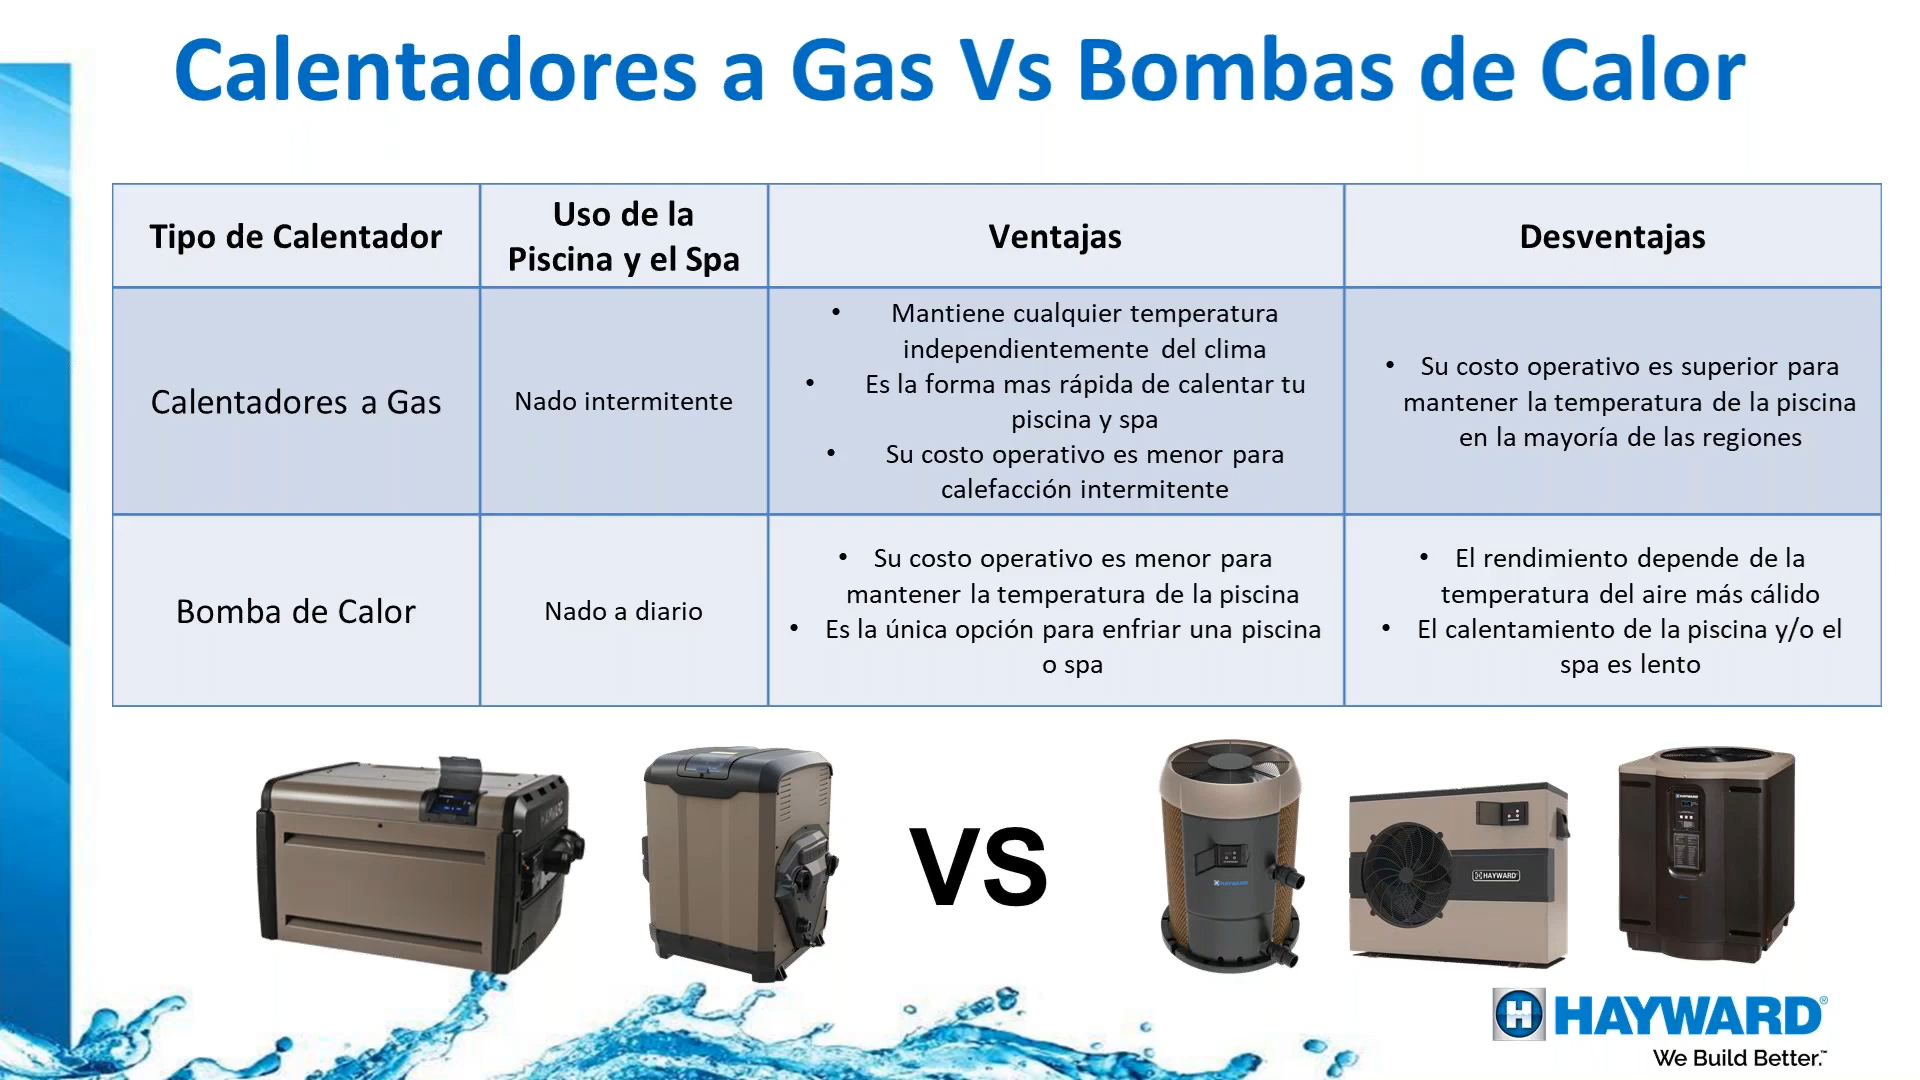 Calentadores a Gas Vs Bombas de Calor
Tipo de Calentador
Uso de la
Piscina y el Spa
Ventajas
Desventajas
Calentadores a Gas
Nado intermitente
• Mantiene cualquier temperatura
independientemente del clima
• Es la forma mas rápida de calentar tu
piscina y spa
• Su costo operativo es menor para
calefacción intermitente
• Su costo operativo es superior para
mantener la temperatura de la piscina
en la mayoría de las regiones
Bomba de Calor
Nado a diario
• Su costo operativo es menor para
mantener la temperatura de la piscina
• Es la única opción para enfriar una piscina
o spa
• El rendimiento depende de la
temperatura del aire más cálido
• El calentamiento de la piscina y/o el
spa es lento
VS
HAYWARD
HAYWARD
HAYWARD
HAYWARD
H HAYWARD®
We Build Better.™